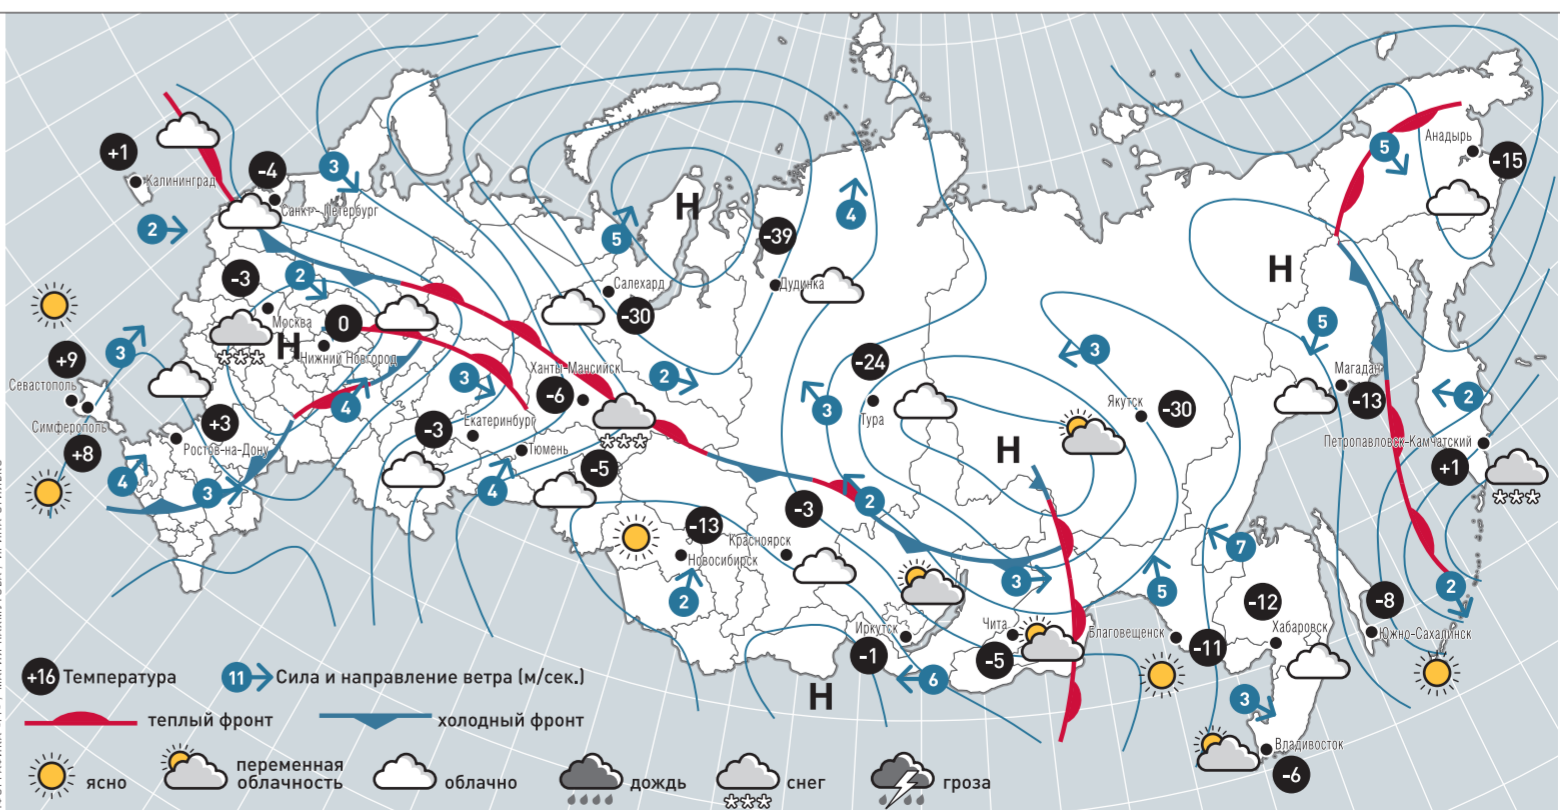 +1
Калининград
-4
Санкт-Петербург
3
2
5
Н
4
-39
Дудинка
5
Анадырь
-15
-3
2
Москва
Н
0
Нижний Новгород
Салехард
-30
Н
+9
Севастополь
3
Симферополь
+8
+3
Ростов-на-Дону
4
3
4
3
Ханты-Мансийск
-6
2
-3
Екатеринбург
Тюмень
4
-5
-24
Тура
3
3
Якутск
-30
Н
5
Магадан
-13
2
Петропавловск-Камчатский
+1
-13
Новосибирск
2
-3
Красноярск
2
3
7
5
Иркутск
-1
6
Н
Чита
-5
Благовещенск
-11
-12
Хабаровск
-8
Южно-Сахалинск
2
3
Владивосток
-6
+16 Температура
11 Сила и направление ветра (м/сек.)
теплый фронт
холодный фронт
ясно
переменная
облачность
облачно
дождь
снег
гроза